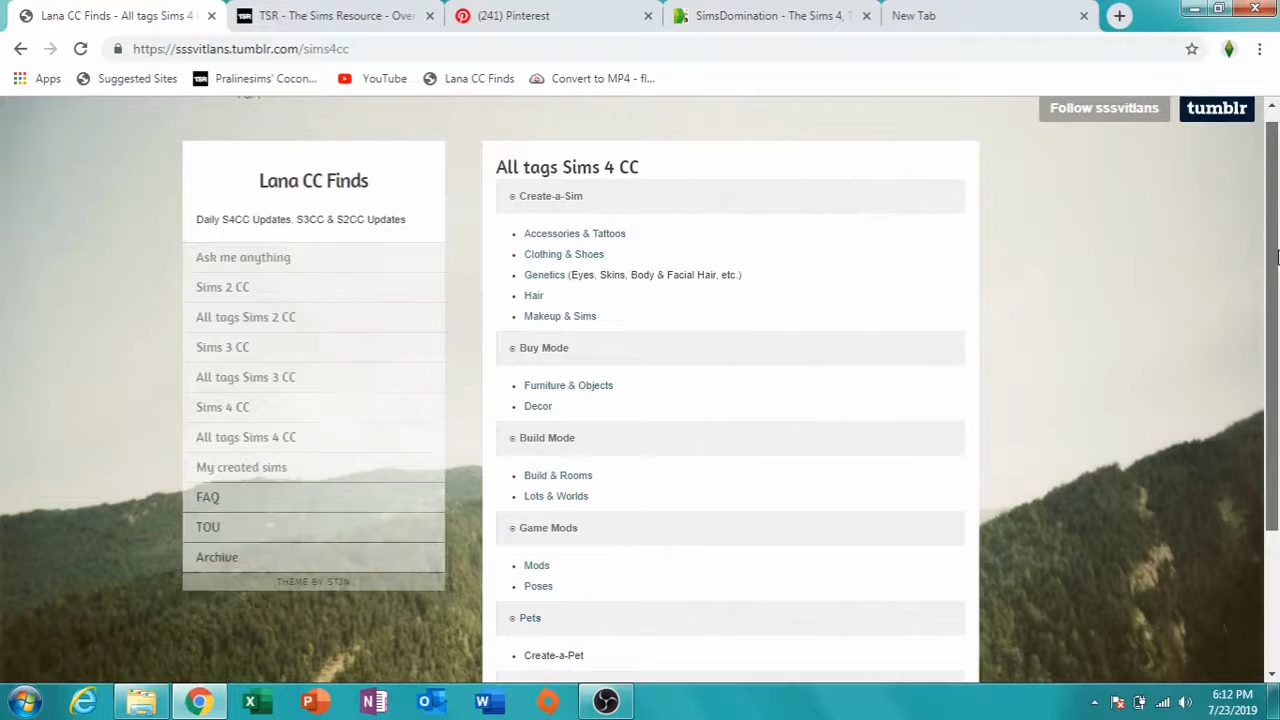 Lana CC Finds - All tags Sims 4
TSR - The Sims Resource - Over
(241) Pinterest
SimsDomination - The Sims 4, T
New Tab
https://sssvitlans.tumblr.com/sims4cc
Apps
Suggested Sites
Pralinesims' Cocon...
YouTube
Lana CC Finds
Convert to MP4 - fl...
Follow sssvitlans
tumblr
Lana CC Finds
Daily S4CC Updates. S3CC & S2CC Updates
Ask me anything
Sims 2 CC
All tags Sims 2 CC
Sims 3 CC
All tags Sims 3 CC
Sims 4 CC
All tags Sims 4 CC
My created sims
FAQ
TOU
Archive
THEME BY STIN
All tags Sims 4 CC
Create-a-Sim
Accessories & Tattoos
Clothing & Shoes
Genetics (Eyes, Skins, Body & Facial Hair, etc.)
Hair
Makeup & Sims
Buy Mode
Furniture & Objects
Decor
Build Mode
Build & Rooms
Lots & Worlds
Game Mods
Mods
Poses
Pets
Create-a-Pet
6:12 PM
7/23/2019